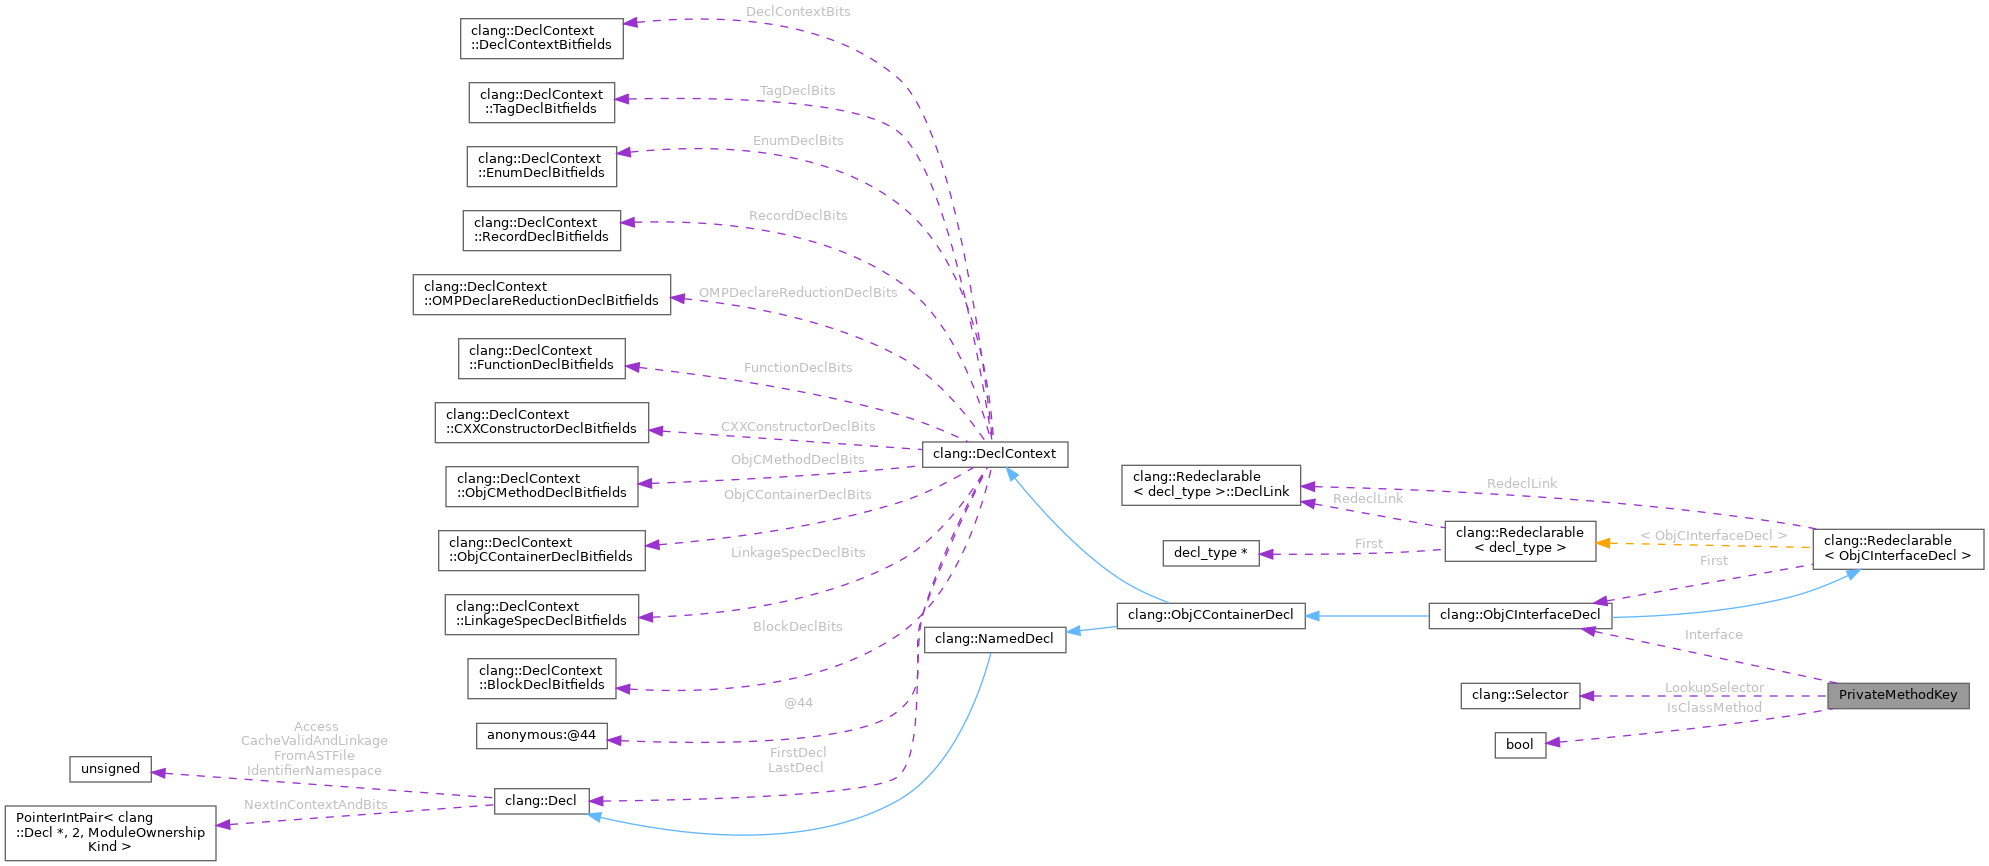 DeclContextBits
clang::DeclContext
::DeclContextBitfields
TagDeclBits
clang::DeclContext
::TagDeclBitfields
EnumDeclBits
clang::DeclContext
::EnumDeclBitfields
RecordDeclBits
clang::DeclContext
::RecordDeclBitfields
OMPDeclareReductionDeclBits
clang::DeclContext
::OMPDeclareReductionDeclBitfields
FunctionDeclBits
clang::DeclContext
::FunctionDeclBitfields
CXXConstructorDeclBits
clang::DeclContext
::CXXConstructorDeclBitfields
clang::DeclContext
ObjCMethodDeclBits
clang::DeclContext
::ObjCMethodDeclBitfields
ObjCContainerDeclBits
clang::DeclContext
::ObjCContainerDeclBitfields
LinkageSpecDeclBits
clang::DeclContext
::LinkageSpecDeclBitfields
BlockDeclBits
clang::DeclContext
::BlockDeclBitfields
@44
anonymous:@44
FirstDecl
LastDecl
clang::Decl
Access
CacheValidAndLinkage
FromASTFile
IdentifierNamespace
unsigned
NextInContextAndBits
PointerIntPair< clang
::Decl *, 2, ModuleOwnership
Kind >
clang::NamedDecl
clang::ObjCContainerDecl
clang::Redeclarable
< decl_type >::DeclLink
RedeclLink
RedeclLink
decl_type *
First
clang::Redeclarable
< decl_type >
< ObjCInterfaceDecl >
First
clang::Redeclarable
< ObjCInterfaceDecl >
clang::ObjCInterfaceDecl
Interface
clang::Selector
LookupSelector
IsClassMethod
bool
PrivateMethodKey